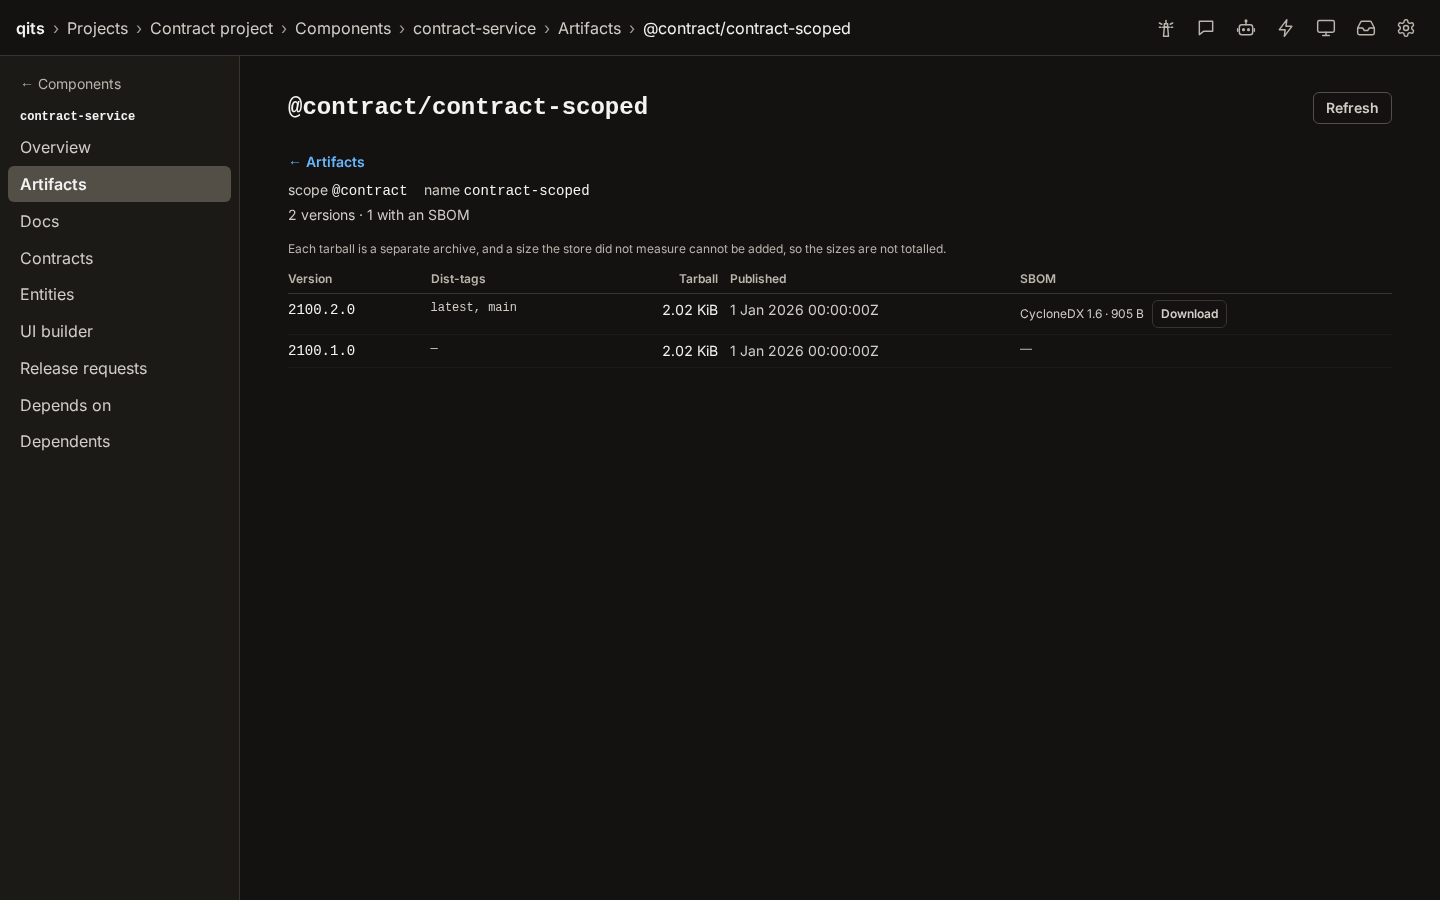 qits › Projects › Contract project › Components › contract-service › Artifacts › @contract/contract-scoped
← Components
contract-service
Overview
Artifacts
Docs
Contracts
Entities
UI builder
Release requests
Depends on
Dependents
@contract/contract-scoped
Refresh
← Artifacts
scope @contract name contract-scoped
2 versions · 1 with an SBOM
Each tarball is a separate archive, and a size the store did not measure cannot be added, so the sizes are not totalled.
Version Dist-tags Tarball Published SBOM
2100.2.0 latest, main 2.02 KiB 1 Jan 2026 00:00:00Z CycloneDX 1.6 · 905 B Download
2100.1.0 — 2.02 KiB 1 Jan 2026 00:00:00Z —